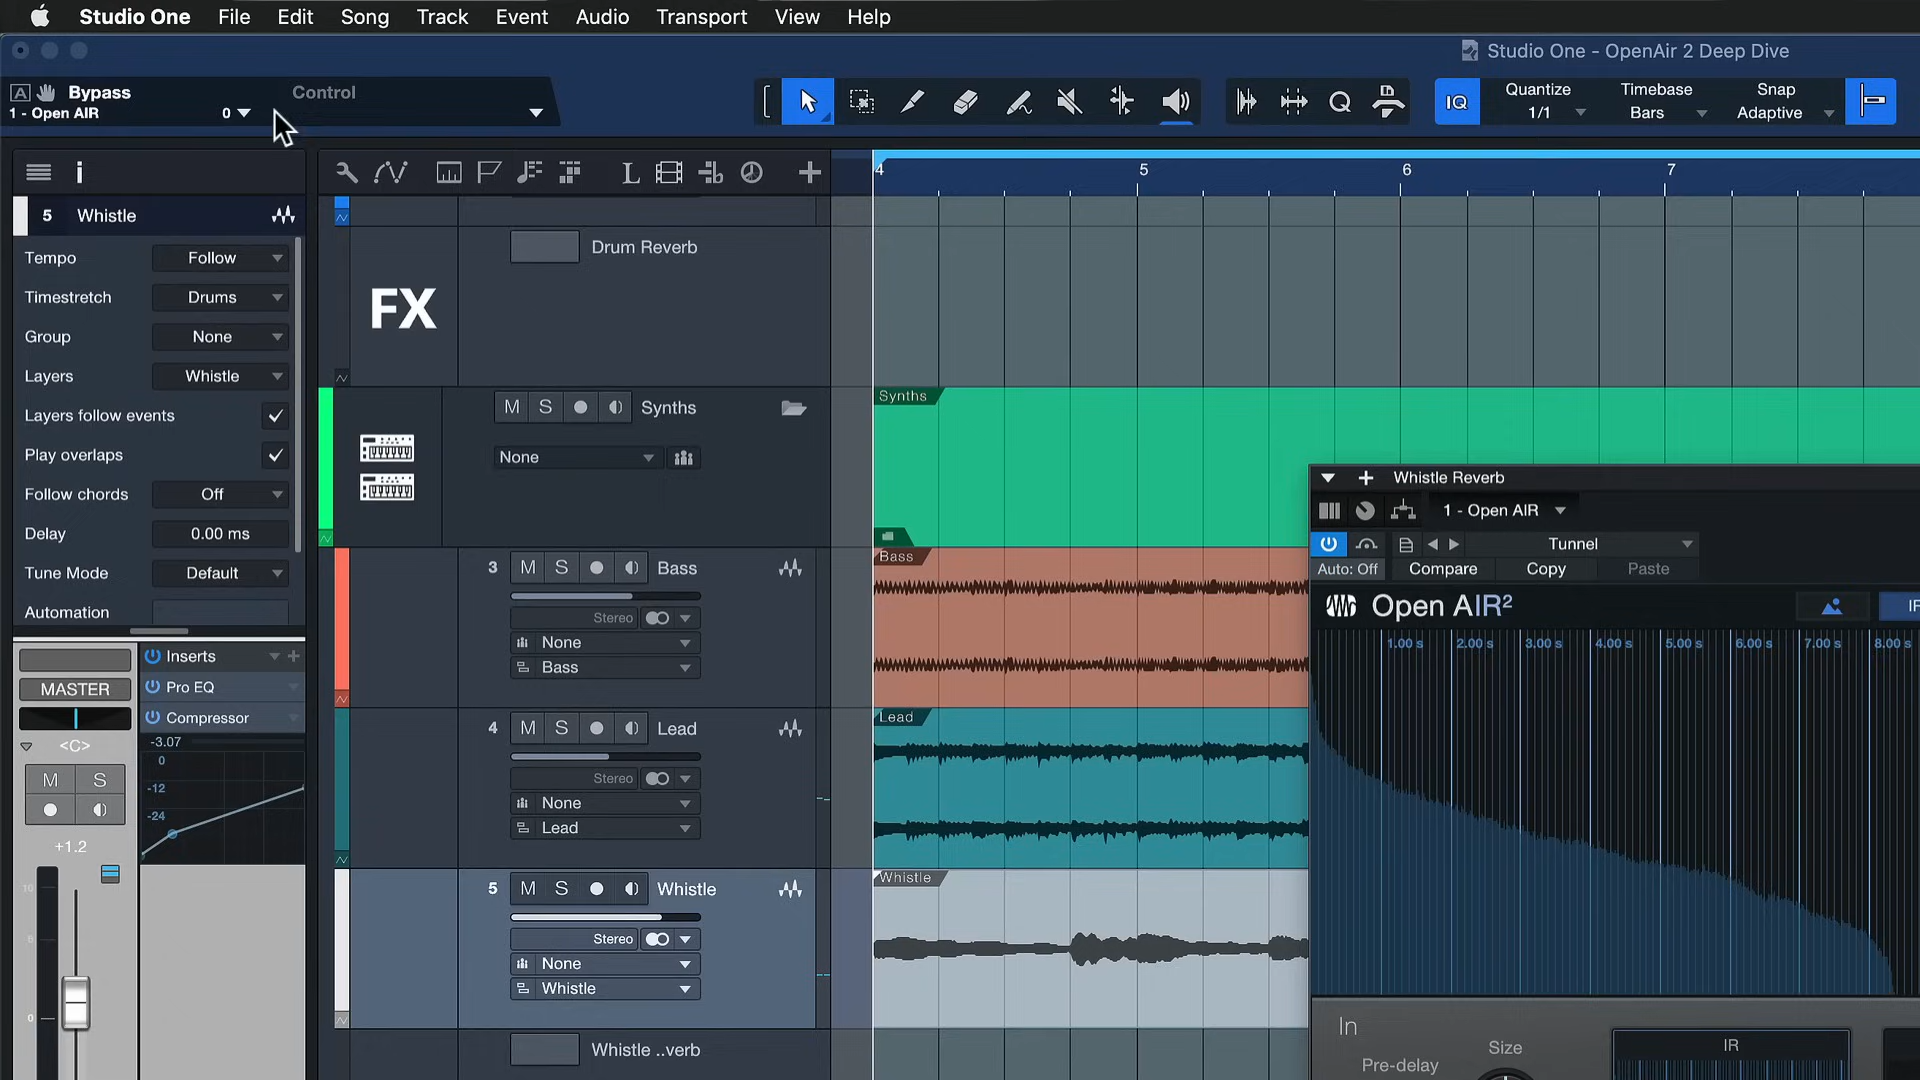 Studio One File Edit Song Track Event Audio Transport View Help
Studio One - OpenAir 2 Deep Dive
A Bypass Control
1 - Open AIR 0
IQ Quantize Timebase Snap
1/1 Bars Adaptive
i L 4 5 6 7
5 Whistle
Tempo Follow
Timestretch Drums
Group None
Layers Whistle
Layers follow events
Play overlaps
Follow chords Off
Delay 0.00 ms
Tune Mode Default
Automation
MASTER
<C>
M S
+1.2
10
0
Inserts
Pro EQ
Compressor
-3.07
0
-12
-24
Drum Reverb
FX
M S Synths
None
3 M S Bass
Stereo
None
Bass
4 M S Lead
Stereo
None
Lead
5 M S Whistle
Stereo
None
Whistle
Whistle ..verb
Synths
Bass
Lead
Whistle
Whistle Reverb
1 - Open AIR
Tunnel
Auto: Off Compare Copy Paste
Open AIR²
1.00 s 2.00 s 3.00 s 4.00 s 5.00 s 6.00 s 7.00 s 8.00 s
In
Pre-delay Size IR